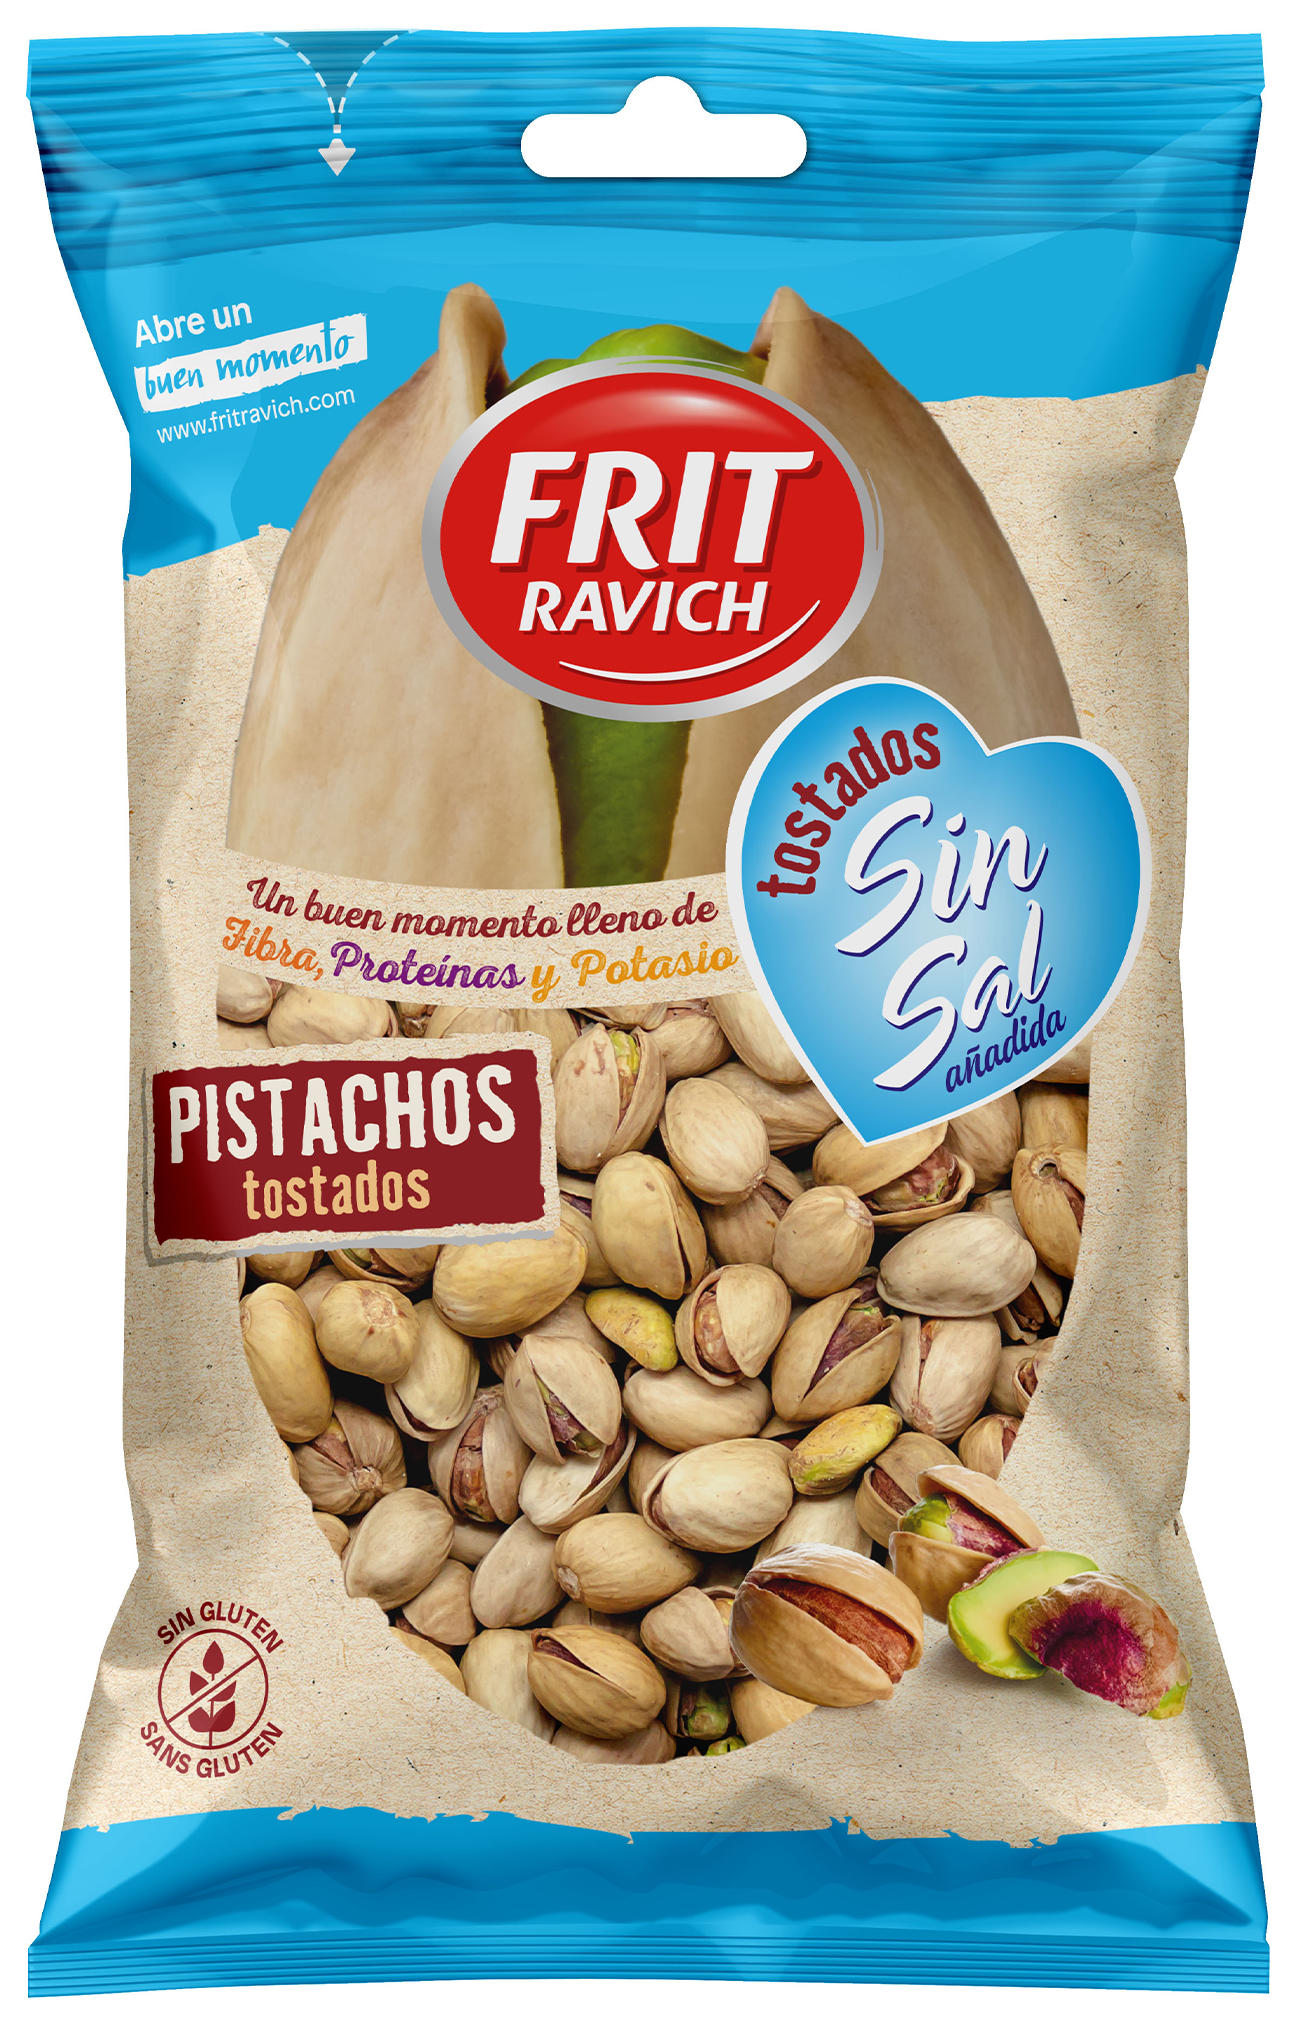 Abre un
buen momento
www.fritravich.com
FRIT
RAVICH
tostados
Sin
Sal
añadida
Un buen momento lleno de
Fibra, Proteínas y Potasio
PISTACHOS
tostados
SIN GLUTEN
SANS GLUTEN